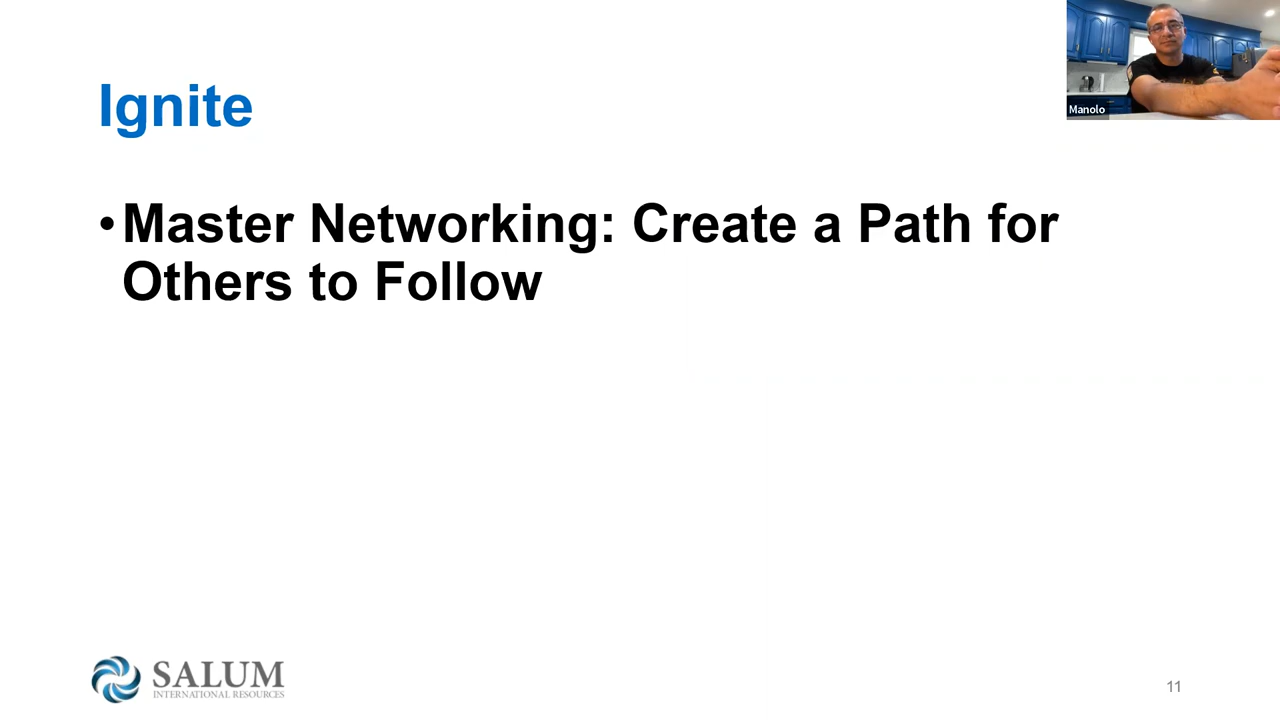 Manolo
Ignite
•Master Networking: Create a Path for
Others to Follow
SALUM
INTERNATIONAL RESOURCES
11